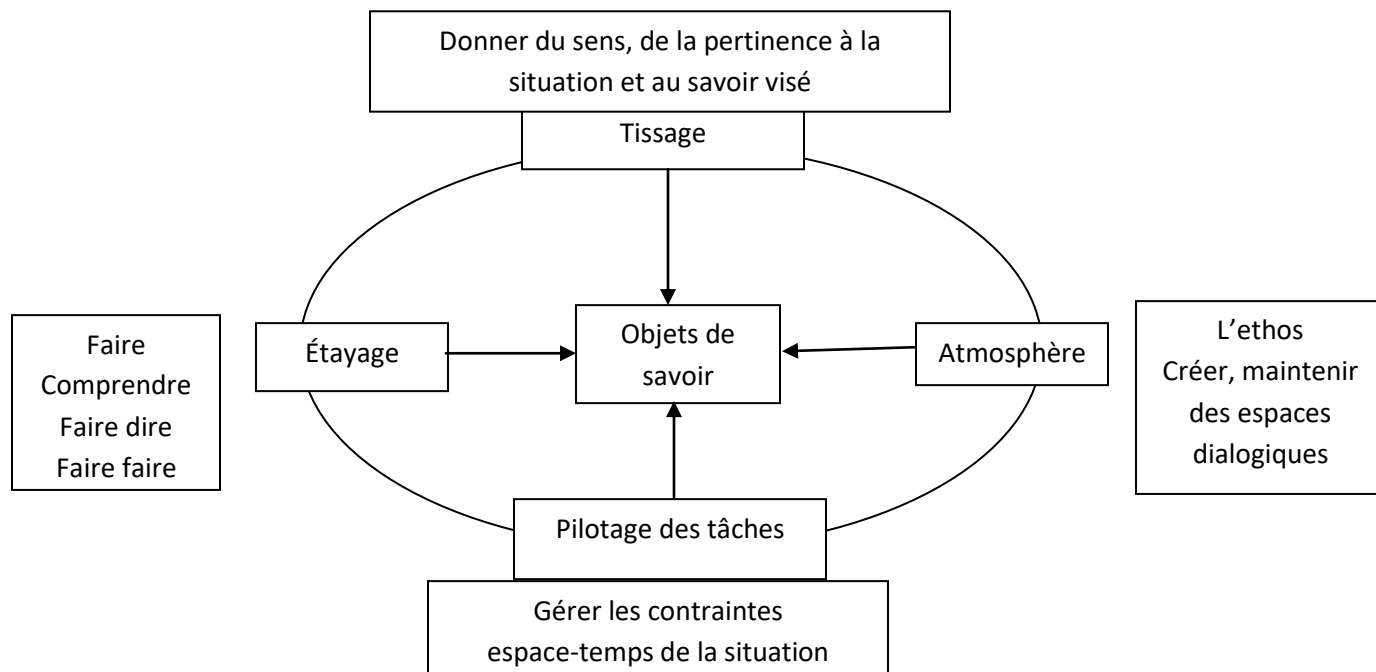 Donner du sens, de la pertinence à la
situation et au savoir visé
Tissage
Faire
Comprendre
Faire dire
Faire faire
Étayage
Objets de
savoir
Atmosphère
L’ethos
Créer, maintenir
des espaces
dialogiques
Pilotage des tâches
Gérer les contraintes
espace-temps de la situation